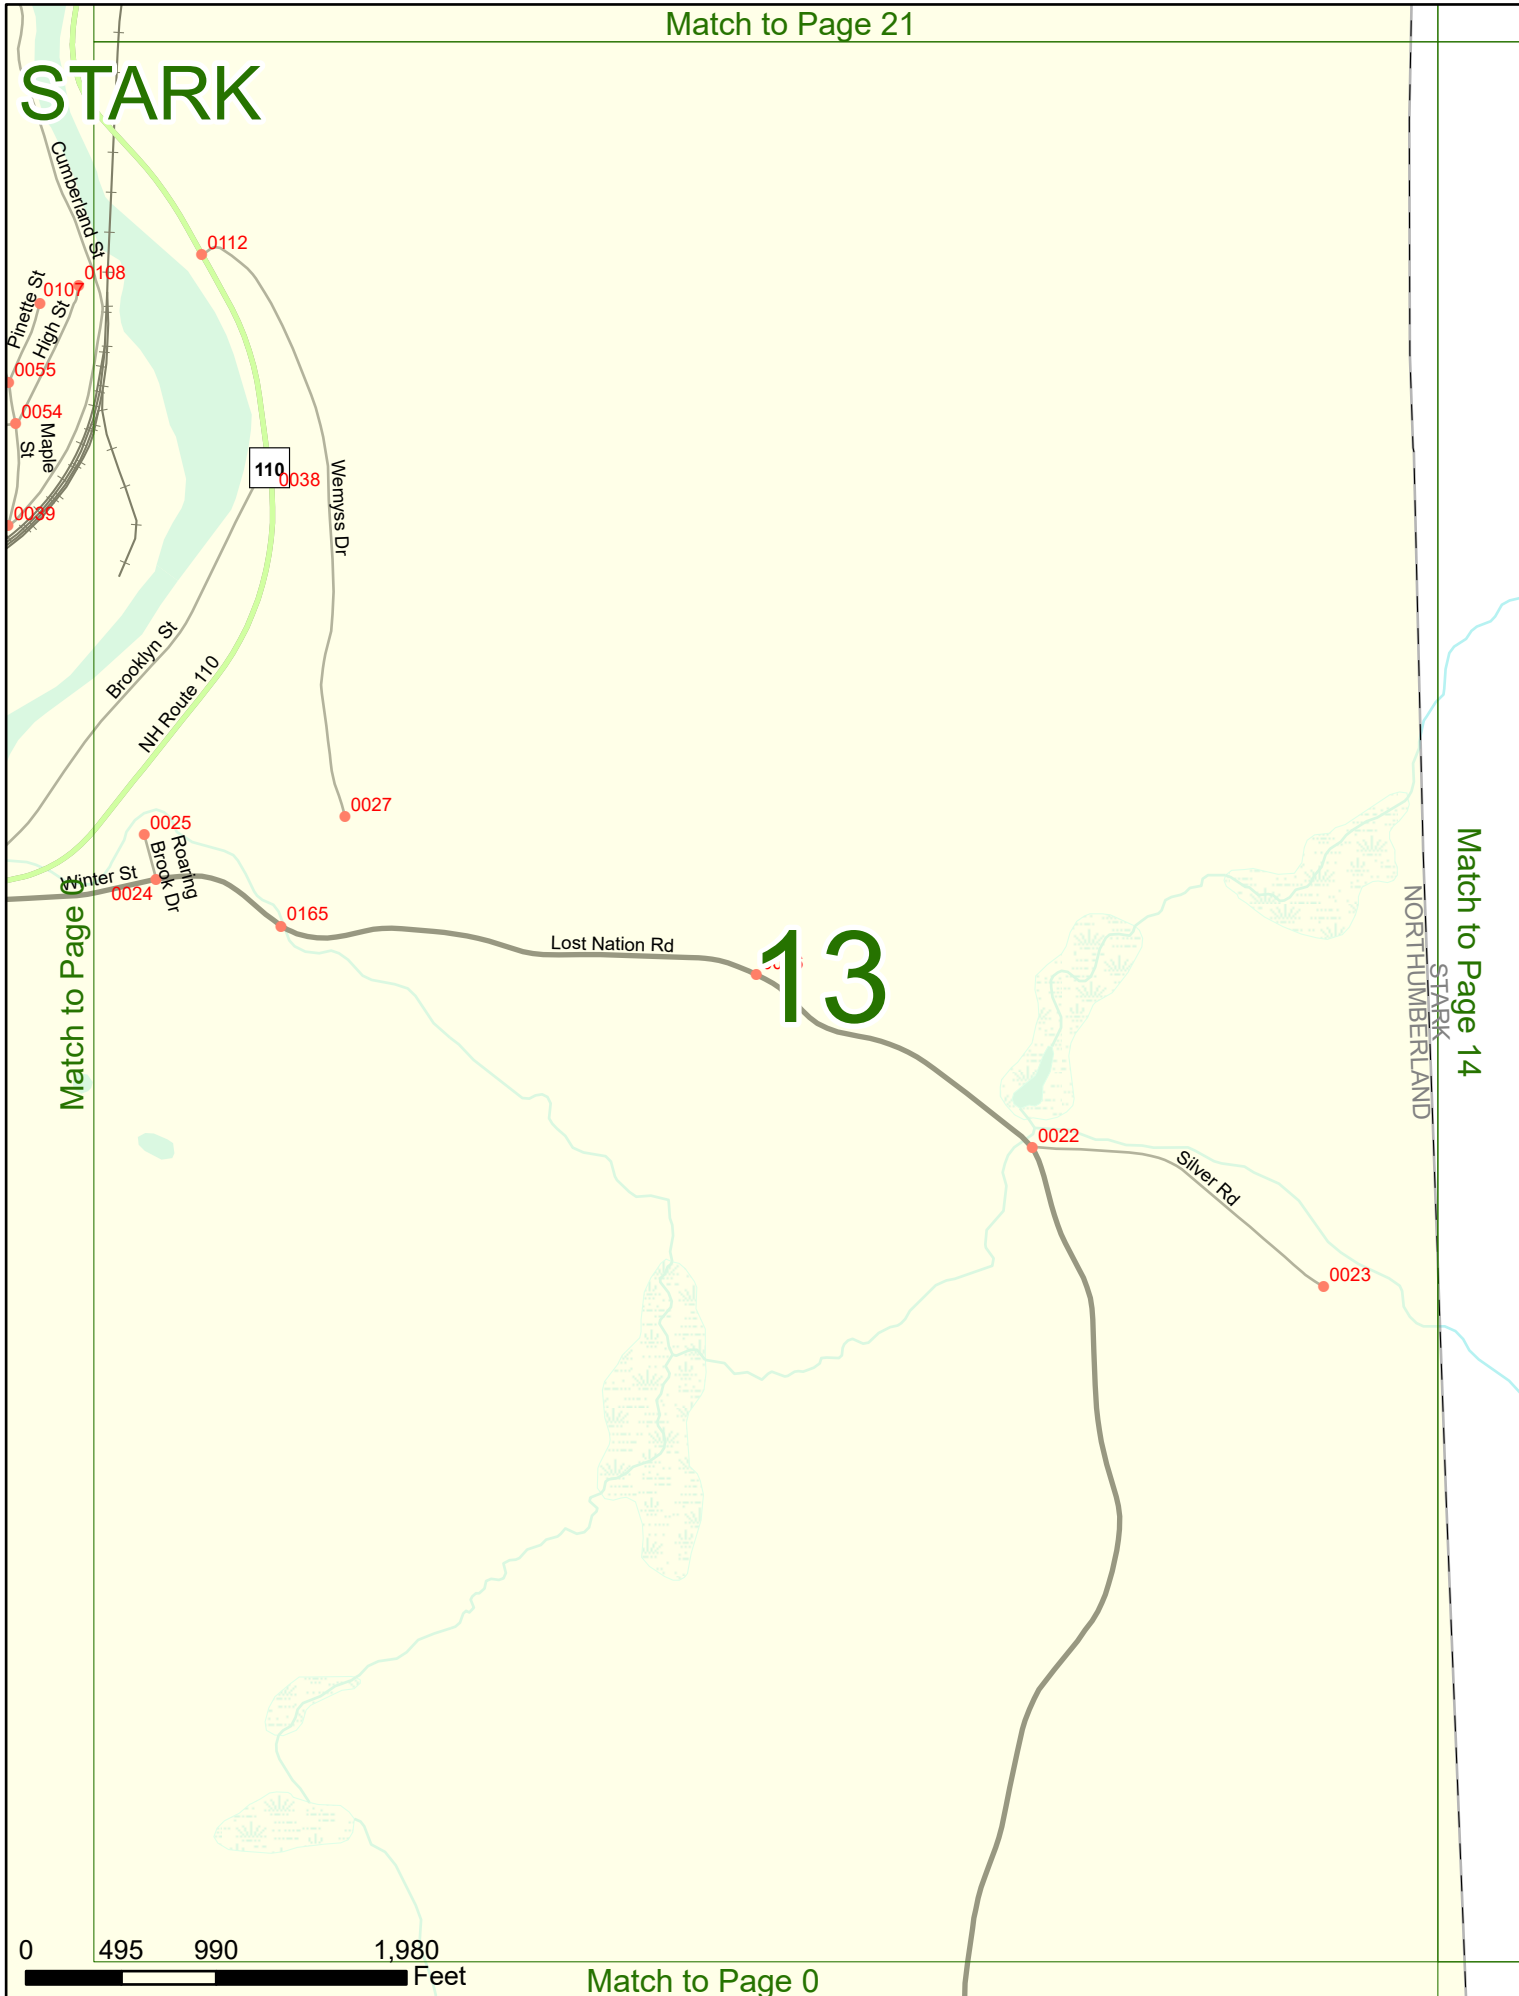 Match to Page 21
STARK
Cumberland St
0112
0108
Pinette St
0107
High St
0055
0054
Maple
St
110
0038
Wemyss Dr
0039
Brooklyn St
NH Route 110
0027
0025
Roaring
Brook Dr
Winter St
0024
0165
Lost Nation Rd
13
Match to Page 0
NORTHUMBERLAND
STARK
Match to Page 14
0022
Silver Rd
0023
0 495 990 1,980
Feet
Match to Page 0